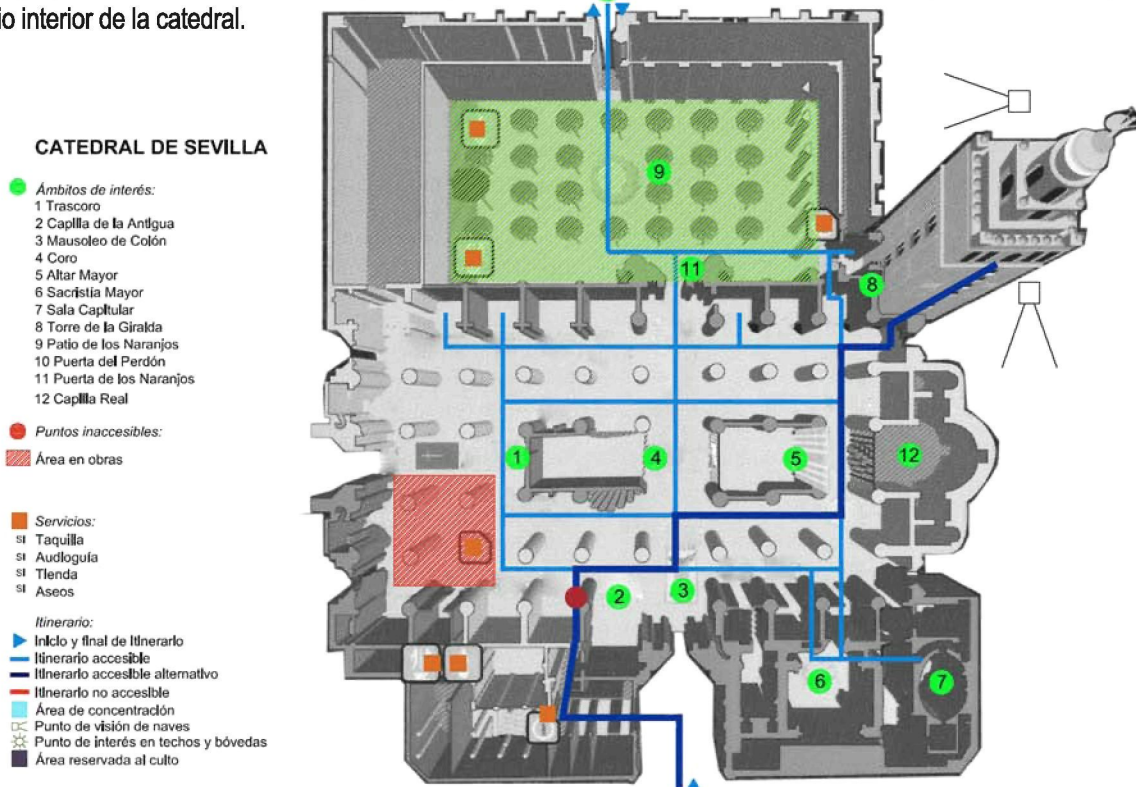 io interior de la catedral.
CATEDRAL DE SEVILLA
Ámbitos de interés:
1 Trascoro
2 Capilla de la Antigua
3 Mausoleo de Colón
4 Coro
5 Altar Mayor
6 Sacristía Mayor
7 Sala Capitular
8 Torre de la Giralda
9 Patio de los Naranjos
10 Puerta del Perdón
11 Puerta de los Naranjos
12 Capilla Real
Puntos inaccesibles:
Área en obras
Servicios:
SI Taquilla
SI Audioguía
SI Tienda
SI Aseos
Itinerario:
Inicio y final de Itinerario
Itinerario accesible
Itinerario accesible alternativo
Itinerario no accesible
Área de concentración
Punto de visión de naves
Punto de interés en techos y bóvedas
Área reservada al culto
9
11
8
1
4
5
12
2
3
6
7